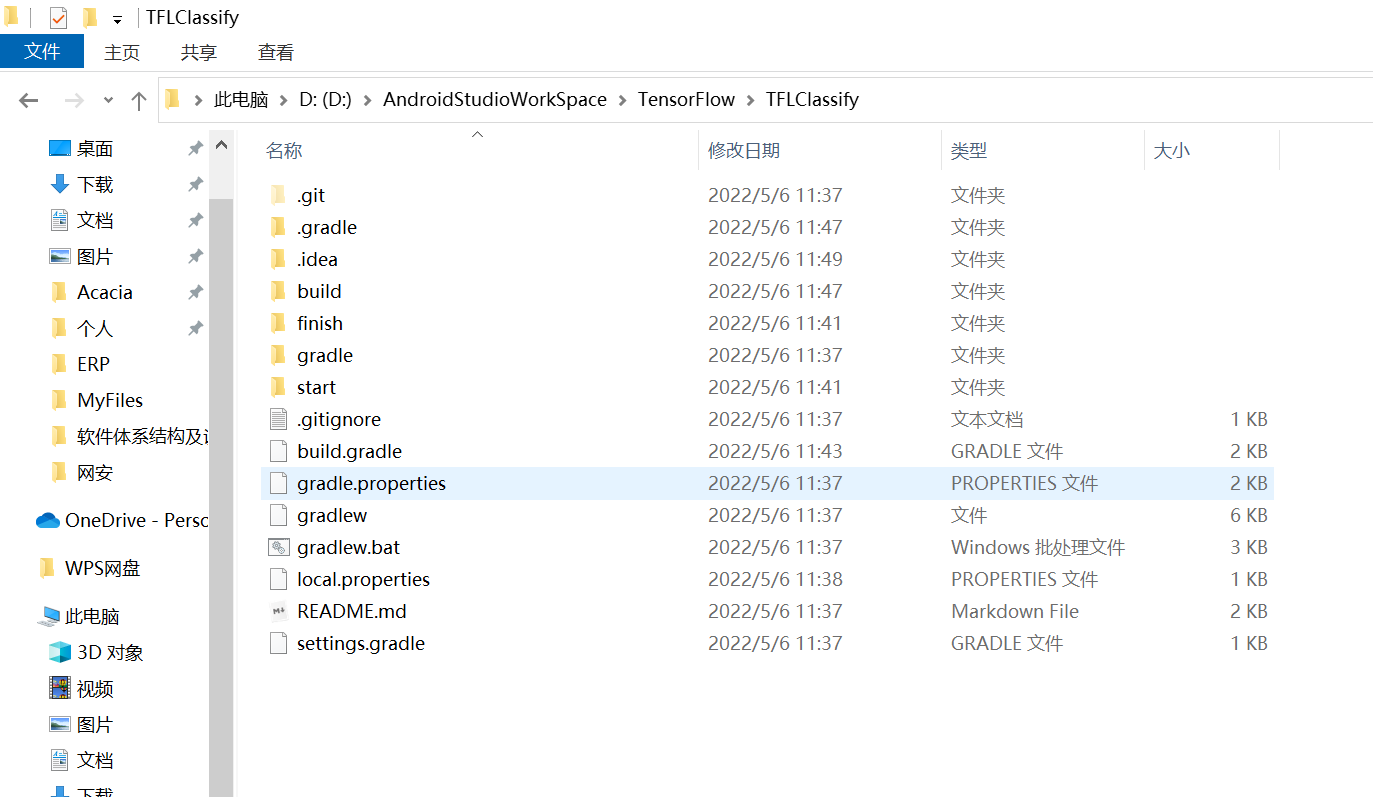 TFLClassify
文件 主页 共享 查看
此电脑 D: (D:) AndroidStudioWorkSpace TensorFlow TFLClassify
桌面
下载
文档
图片
Acacia
个人
ERP
MyFiles
软件体系结构及
网安
OneDrive - Perso
WPS网盘
此电脑
3D 对象
视频
图片
文档
下载
名称 修改日期 类型 大小
.git 2022/5/6 11:37 文件夹
.gradle 2022/5/6 11:47 文件夹
.idea 2022/5/6 11:49 文件夹
build 2022/5/6 11:47 文件夹
finish 2022/5/6 11:41 文件夹
gradle 2022/5/6 11:37 文件夹
start 2022/5/6 11:41 文件夹
.gitignore 2022/5/6 11:37 文本文档 1 KB
build.gradle 2022/5/6 11:43 GRADLE 文件 2 KB
gradle.properties 2022/5/6 11:37 PROPERTIES 文件 2 KB
gradlew 2022/5/6 11:37 文件 6 KB
gradlew.bat 2022/5/6 11:37 Windows 批处理文件 3 KB
local.properties 2022/5/6 11:38 PROPERTIES 文件 1 KB
README.md 2022/5/6 11:37 Markdown File 2 KB
settings.gradle 2022/5/6 11:37 GRADLE 文件 1 KB